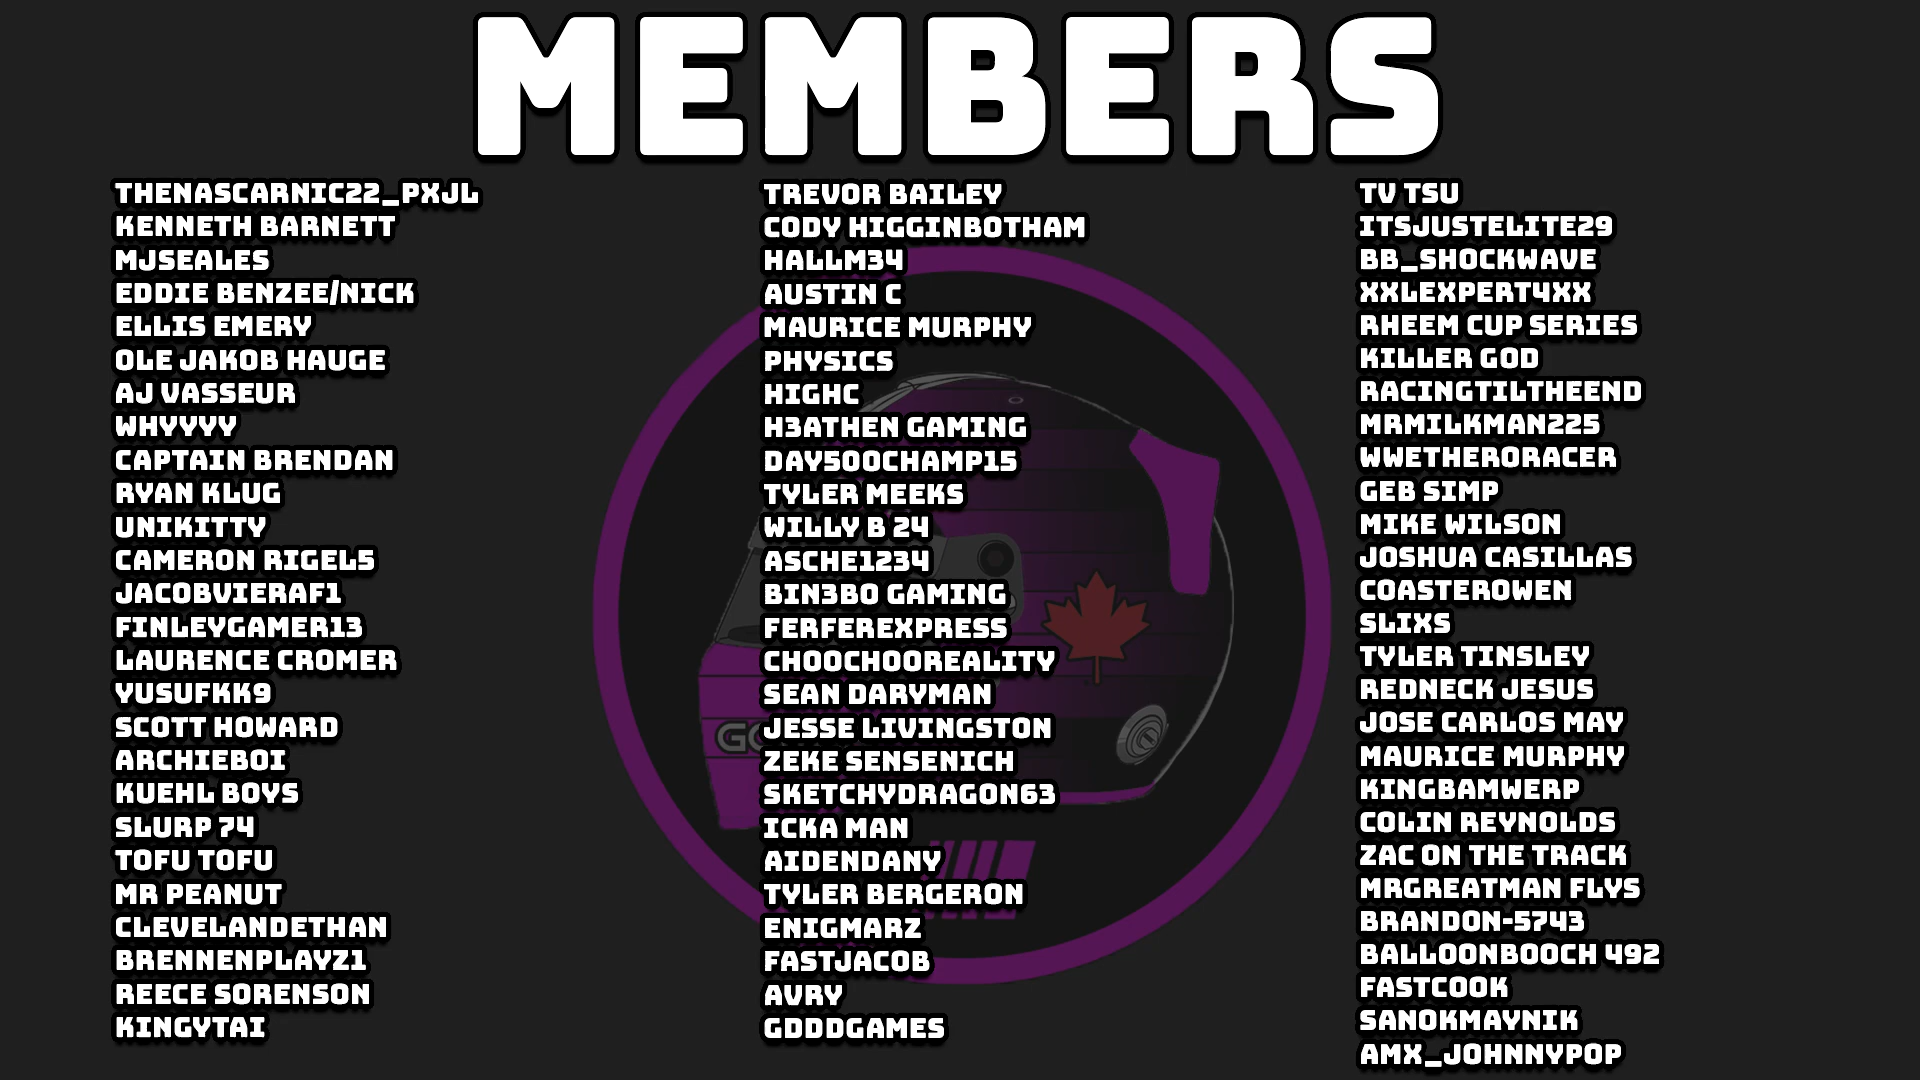 MEMBERS
THENASCARNIC22_PXJL
KENNETH BARNETT
MJSEALES
EDDIE BENZEE/NICK
ELLIS EMERY
OLE JAKOB HAUGE
AJ VASSEUR
WHYYYY
CAPTAIN BRENDAN
RYAN KLUG
UNIKITTY
CAMERON RIGEL5
JACOBVIERAF1
FINLEYGAMER13
LAURENCE CROMER
YUSUFKK9
SCOTT HOWARD
ARCHIEBOI
KUEHL BOYS
SLURP 74
TOFU TOFU
MR PEANUT
CLEVELANDETHAN
BRENNENPLAYZ1
REECE SORENSON
KINGYTAI
TREVOR BAILEY
CODY HIGGINBOTHAM
HALLM34
AUSTIN C
MAURICE MURPHY
PHYSICS
HIGHC
H3ATHEN GAMING
DAY500CHAMP15
TYLER MEEKS
WILLY B 24
ASCHE1234
BIN3BO GAMING
FERFEREXPRESS
CHOOCHOOREALITY
SEAN DARYMAN
JESSE LIVINGSTON
ZEKE SENSENICH
SKETCHYDRAGON63
ICKA MAN
AIDENDANY
TYLER BERGERON
ENIGMARZ
FASTJACOB
AVRY
GDDDGAMES
TV TSU
ITSJUSTELITE29
BB_SHOCKWAVE
XXLEXPERT4XX
RHEEM CUP SERIES
KILLER GOD
RACINGTILTHEEND
MRMILKMAN225
WWETHERORACER
GEB SIMP
MIKE WILSON
JOSHUA CASILLAS
COASTEROWEN
SLIXS
TYLER TINSLEY
REDNECK JESUS
JOSE CARLOS MAY
MAURICE MURPHY
KINGBAMWERP
COLIN REYNOLDS
ZAC ON THE TRACK
MRGREATMAN FLYS
BRANDON-5743
BALLOONBOOCH 492
FASTCOOK
SANOKMAYNIK
AMX_JOHNNYPOP